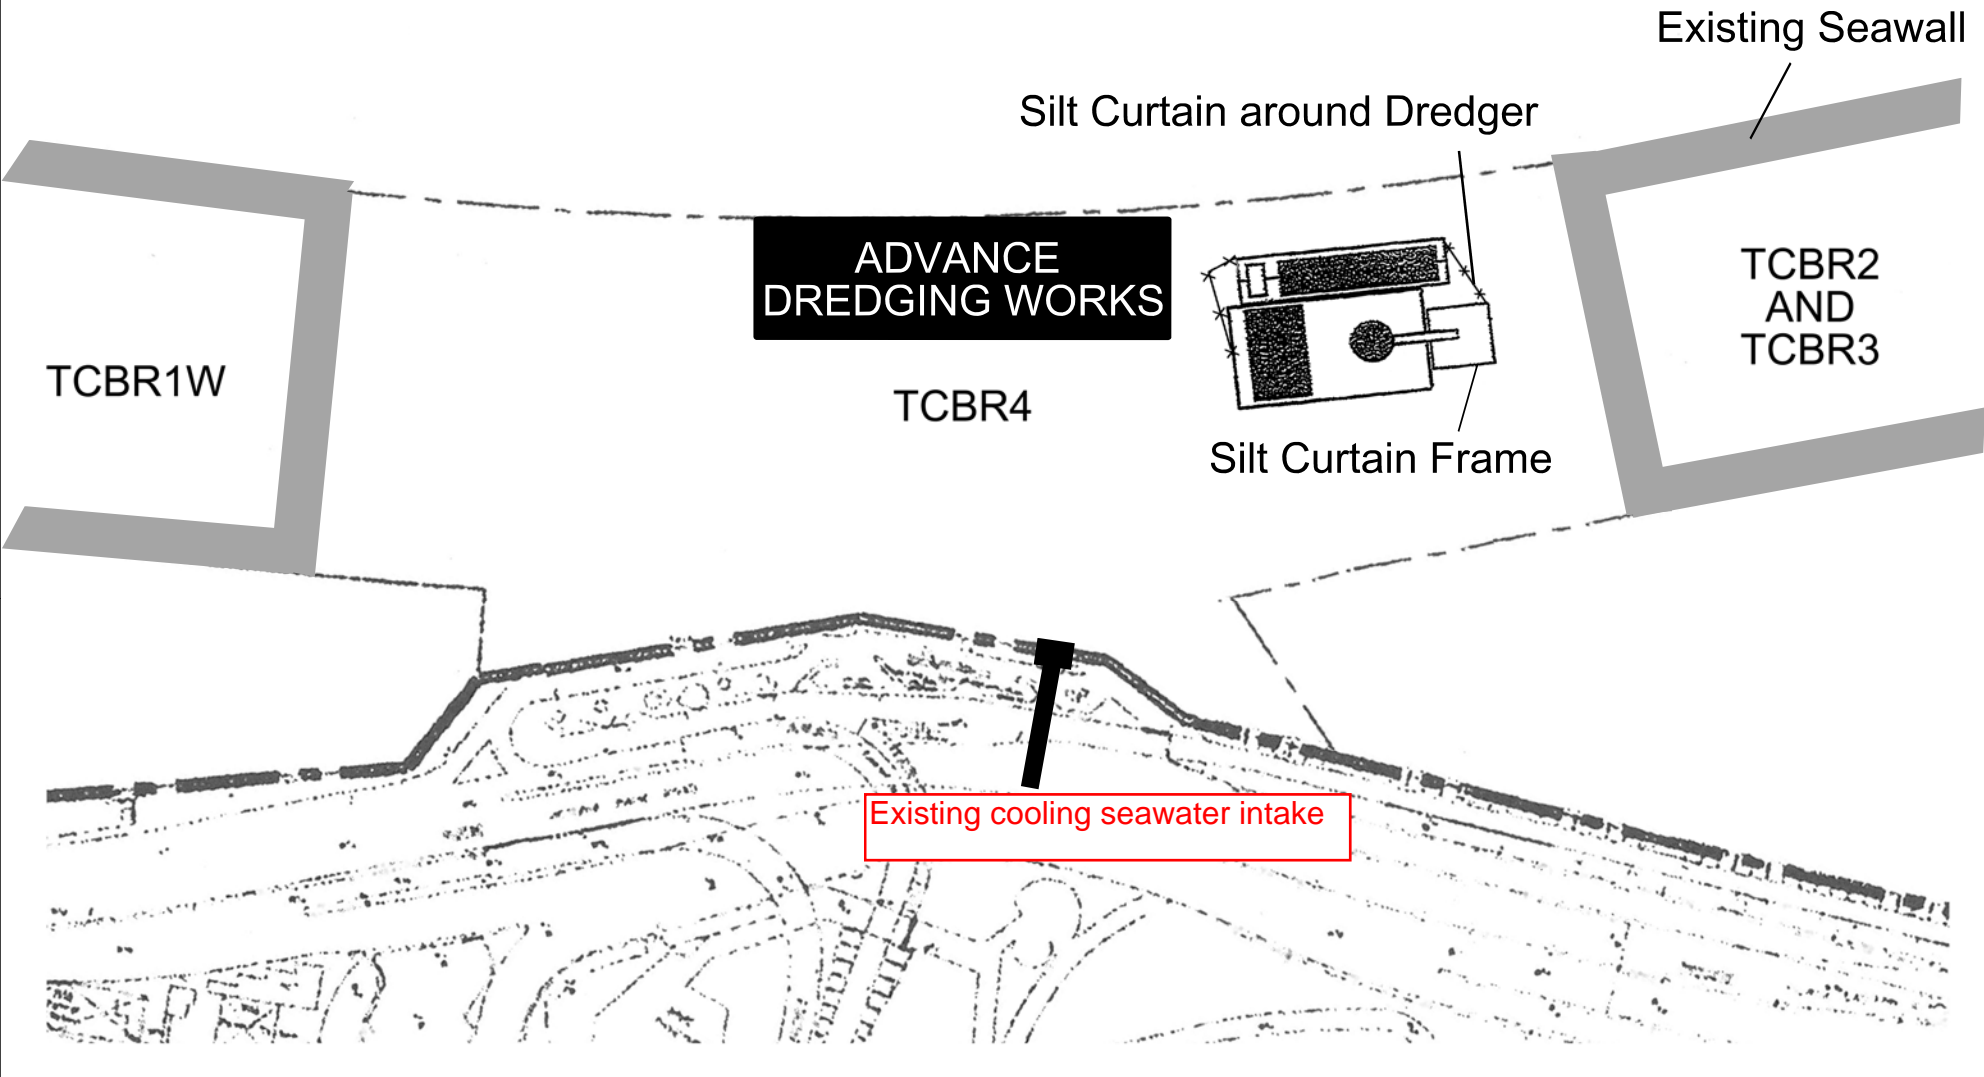 Existing Seawall
Silt Curtain around Dredger
ADVANCE
DREDGING WORKS
TCBR2
AND
TCBR3
TCBR1W
TCBR4
Silt Curtain Frame
Existing cooling seawater intake